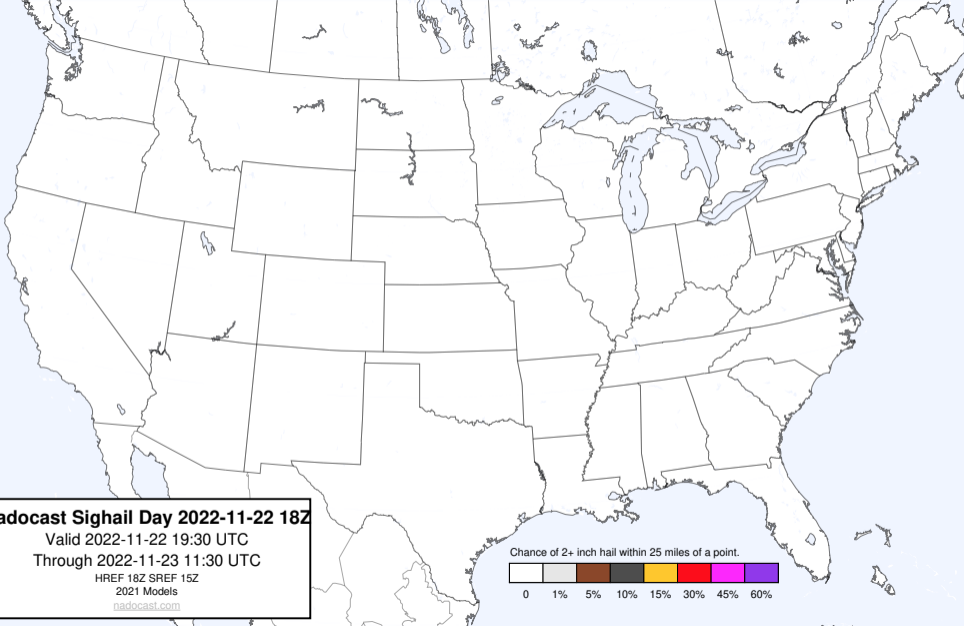 adocast Sighail Day 2022-11-22 18Z
Valid 2022-11-22 19:30 UTC
Through 2022-11-23 11:30 UTC
HREF 18Z SREF 15Z
2021 Models
nadocast.com
Chance of 2+ inch hail within 25 miles of a point.
0 1% 5% 10% 15% 30% 45% 60%